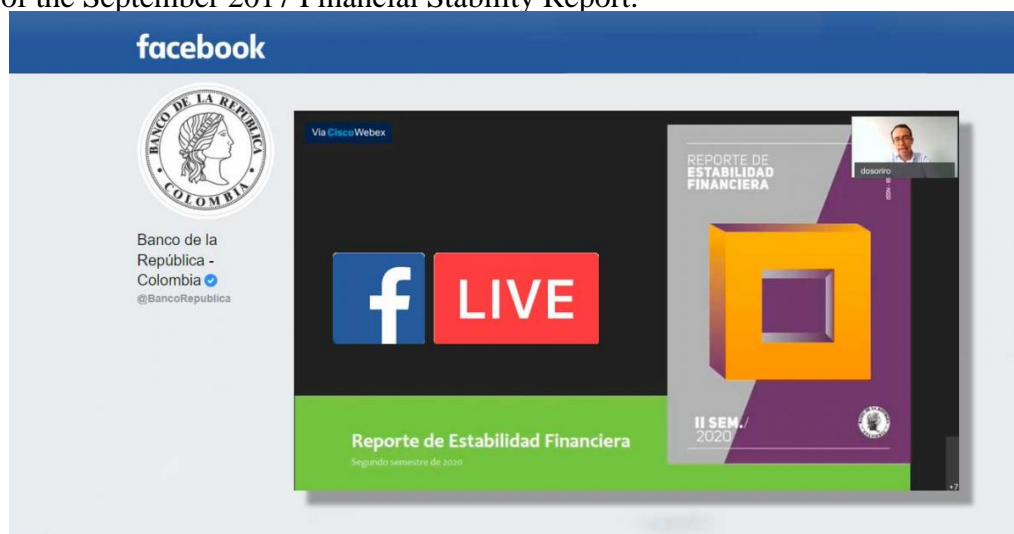 of the September 2017 Financial Stability Report.
facebook
BANCO DE LA REPUBLICA
COLOMBIA
Banco de la
República -
Colombia
@BancoRepublica
Via CiscoWebex
REPORTE DE
ESTABILIDAD
FINANCIERA
dosoriro
f LIVE
II SEM./
2020
Reporte de Estabilidad Financiera
Segundo semestre de 2020
+7